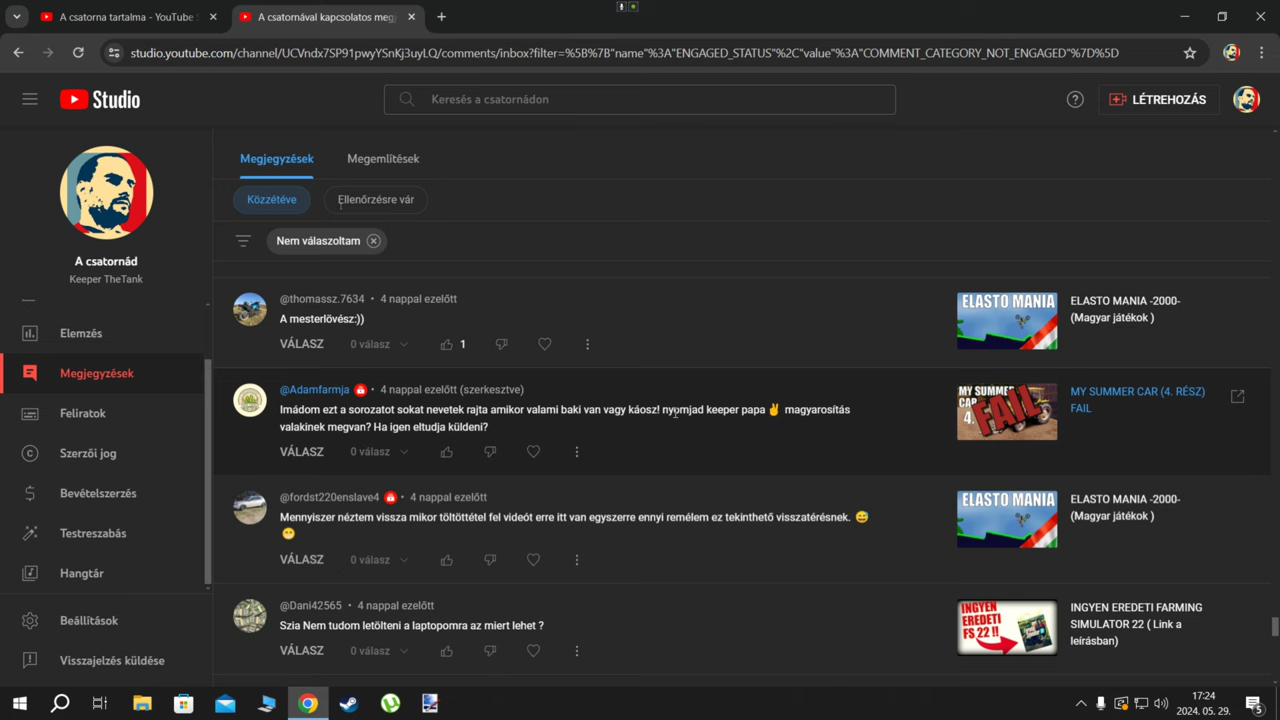 A csatorna tartalma - YouTube S
A csatornával kapcsolatos megj
studio.youtube.com/channel/UCVndx7SP91pwyYSnKj3uyLQ/comments/inbox?filter=%5B%7B"name"%3A"ENGAGED_STATUS"%2C"value"%3A"COMMENT_CATEGORY_NOT_ENGAGED"%7D%5D
Studio
Keresés a csatornádon
LÉTREHOZÁS
A csatornád
Keeper TheTank
Elemzés
Megjegyzések
Feliratok
Szerzői jog
Bevételszerzés
Testreszabás
Hangtár
Beállítások
Visszajelzés küldése
Megjegyzések
Megemlítések
Közzétéve
Ellenőrzésre vár
Nem válaszoltam
@thomassz.7634 • 4 nappal ezelőtt
A mesterlövész:))
VÁLASZ 0 válasz 1
ELASTO MANIA
ELASTO MANIA -2000-
(Magyar játékok )
@Adamfarmja • 4 nappal ezelőtt (szerkesztve)
Imádom ezt a sorozatot sokat nevetek rajta amikor valami baki van vagy káosz! nyomjad keeper papa ✌ magyarosítás
valakinek megvan? Ha igen eltudja küldeni?
VÁLASZ 0 válasz
MY SUMMER
CAR
4.
FAIL
MY SUMMER CAR (4. RÉSZ)
FAIL
@fordst220enslave4 • 4 nappal ezelőtt
Mennyiszer néztem vissza mikor töltöttél fel videót erre itt van egyszerre ennyi remélem ez tekinthető visszatérésnek. 😅
😁
VÁLASZ 0 válasz
ELASTO MANIA
ELASTO MANIA -2000-
(Magyar játékok )
@Dani42565 • 4 nappal ezelőtt
Szia Nem tudom letölteni a laptopomra az miert lehet ?
VÁLASZ 0 válasz
INGYEN
EREDETI
FS 22 !!
INGYEN EREDETI FARMING
SIMULATOR 22 ( Link a
leírásban)
17:24
2024. 05. 29.
5